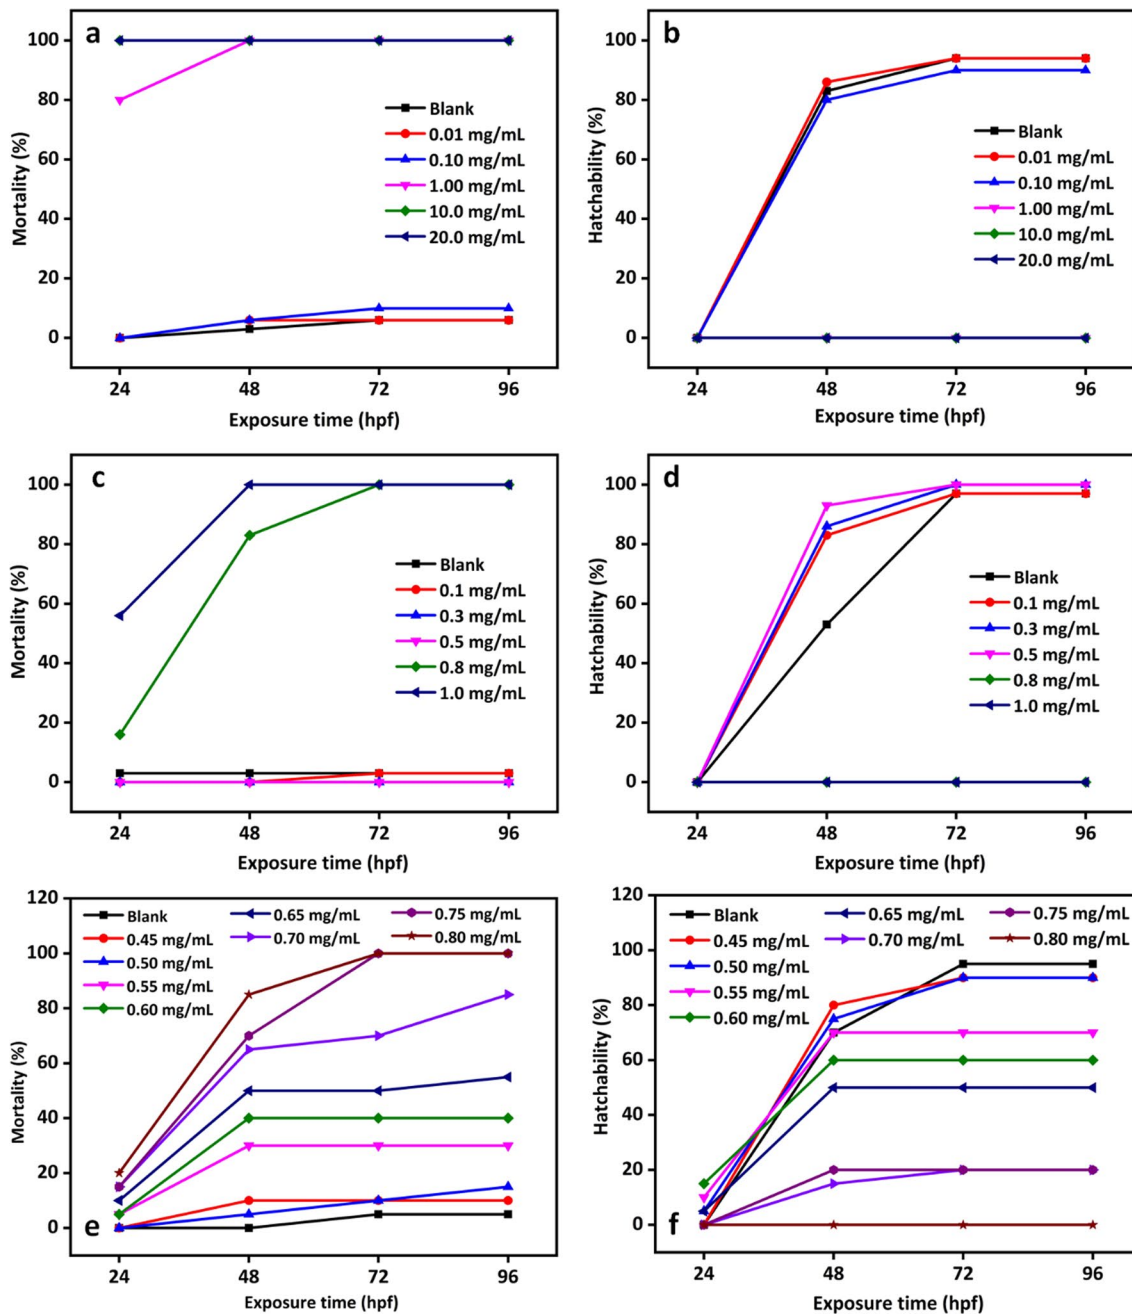 a
100
80
60
40
20
0
Mortality (%)
Blank
0.01 mg/mL
0.10 mg/mL
1.00 mg/mL
10.0 mg/mL
20.0 mg/mL
24 48 72 96
Exposure time (hpf)
b
100
80
60
40
20
0
Hatchability (%)
Blank
0.01 mg/mL
0.10 mg/mL
1.00 mg/mL
10.0 mg/mL
20.0 mg/mL
24 48 72 96
Exposure time (hpf)
c
100
80
60
40
20
0
Mortality (%)
Blank
0.1 mg/mL
0.3 mg/mL
0.5 mg/mL
0.8 mg/mL
1.0 mg/mL
24 48 72 96
Exposure time (hpf)
d
100
80
60
40
20
0
Hatchability (%)
Blank
0.1 mg/mL
0.3 mg/mL
0.5 mg/mL
0.8 mg/mL
1.0 mg/mL
24 48 72 96
Exposure time (hpf)
120
100
80
60
40
20
0
Mortality (%)
Blank 0.65 mg/mL 0.75 mg/mL
0.45 mg/mL 0.70 mg/mL 0.80 mg/mL
0.50 mg/mL
0.55 mg/mL
0.60 mg/mL
e
24 48 72 96
Exposure time (hpf)
120
100
80
60
40
20
0
Hatchability (%)
Blank 0.65 mg/mL 0.75 mg/mL
0.45 mg/mL 0.70 mg/mL 0.80 mg/mL
0.50 mg/mL
0.55 mg/mL
0.60 mg/mL
f
24 48 72 96
Exposure time (hpf)